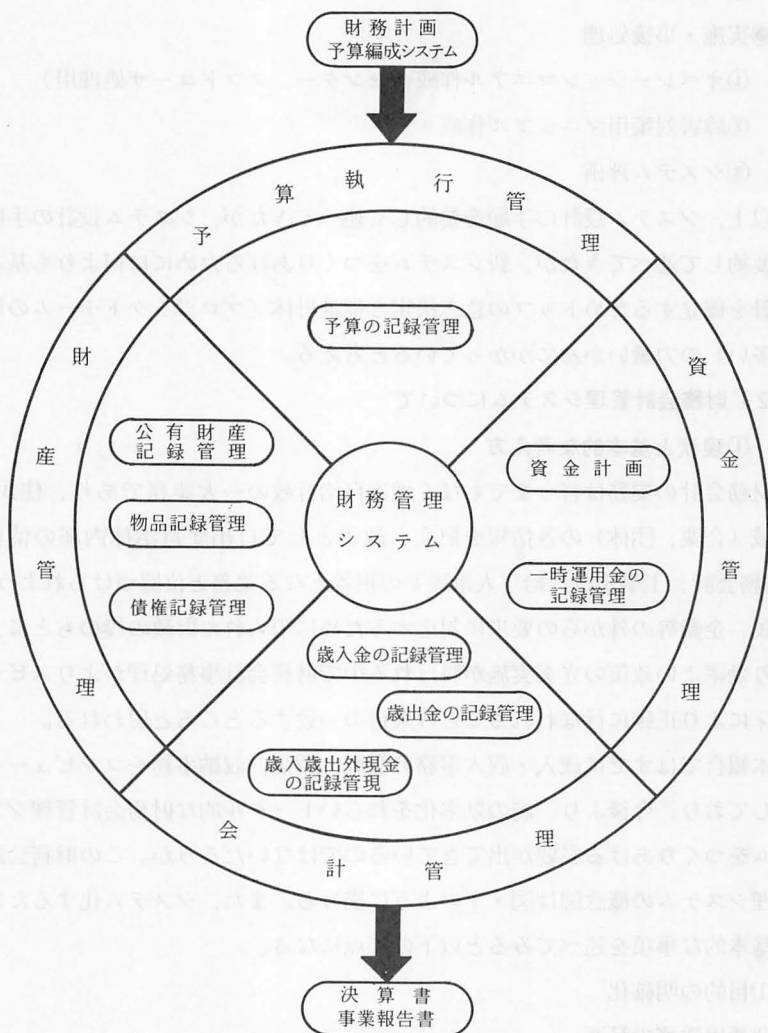 財務計画
予算編成システム
予算執行管理
予算の記録管理
財産管理
公有財産
記録管理
物品記録管理
債権記録管理
財務管理
システム
資金管理
資金計画
一時運用金の
記録管理
歳入金の記録管理
歳出金の記録管理
歳入歳出外現金
の記録管現
会計管理
決算書
事業報告書